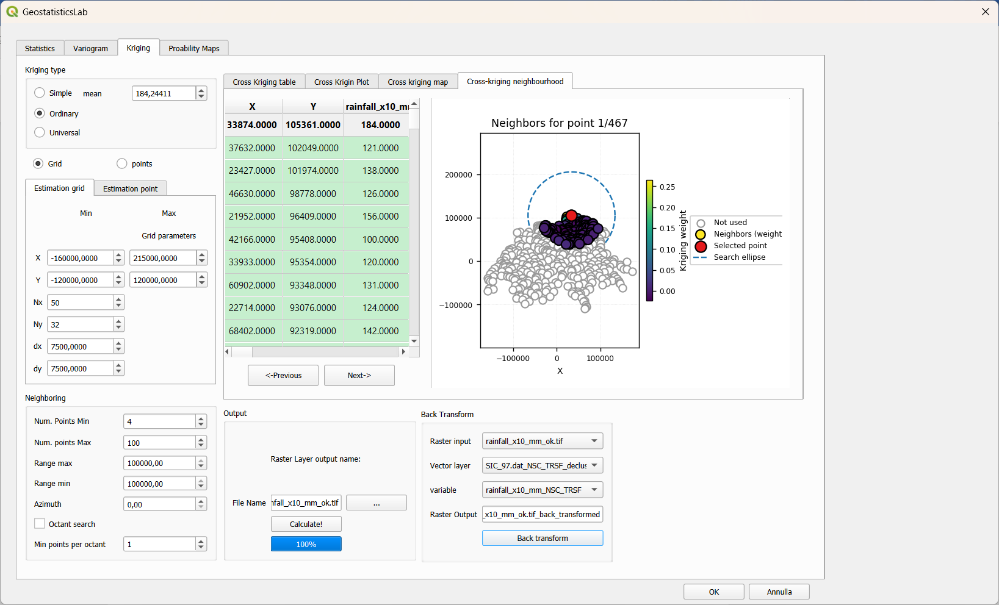 GeostatisticsLab
Statistics
Variogram
Kriging
Proability Maps
Kriging type
Simple
mean
184,24411
Ordinary
Universal
Grid
points
Estimation grid
Estimation point
Min
Max
Grid parameters
X
-160000,0000
215000,0000
Y
-120000,0000
120000,0000
Nx
50
Ny
32
dx
7500,0000
dy
7500,0000
Neighboring
Num. Points Min
4
Num. points Max
100
Range max
100000,00
Range min
100000,00
Azimuth
0,00
Octant search
Min points per octant
1
Cross Kriging table
Cross Krigin Plot
Cross kriging map
Cross-kriging neighbourhood
X Y rainfall_x10_m
33874.0000 105361.0000 184.0000
37632.0000 102049.0000 121.0000
23427.0000 101974.0000 138.0000
46630.0000 98778.0000 126.0000
21952.0000 96409.0000 156.0000
42166.0000 95408.0000 100.0000
33933.0000 95354.0000 120.0000
60902.0000 93348.0000 131.0000
22714.0000 93076.0000 124.0000
68402.0000 92319.0000 142.0000
<-Previous
Next->
Neighbors for point 1/467
200000
100000
0
−100000
−100000
0
100000
X
0.25
0.20
0.15
0.10
0.05
0.00
Kriging weight
Not used
Neighbors (weight
Selected point
Search ellipse
Output
Raster Layer output name:
File Name
nfall_x10_mm_ok.tif
...
Calculate!
100%
Back Transform
Raster input
rainfall_x10_mm_ok.tif
Vector layer
SIC_97.dat_NSC_TRSF_declus
variable
rainfall_x10_mm_NSC_TRSF
Raster Output
_x10_mm_ok.tif_back_transformed
Back transform
OK
Annulla